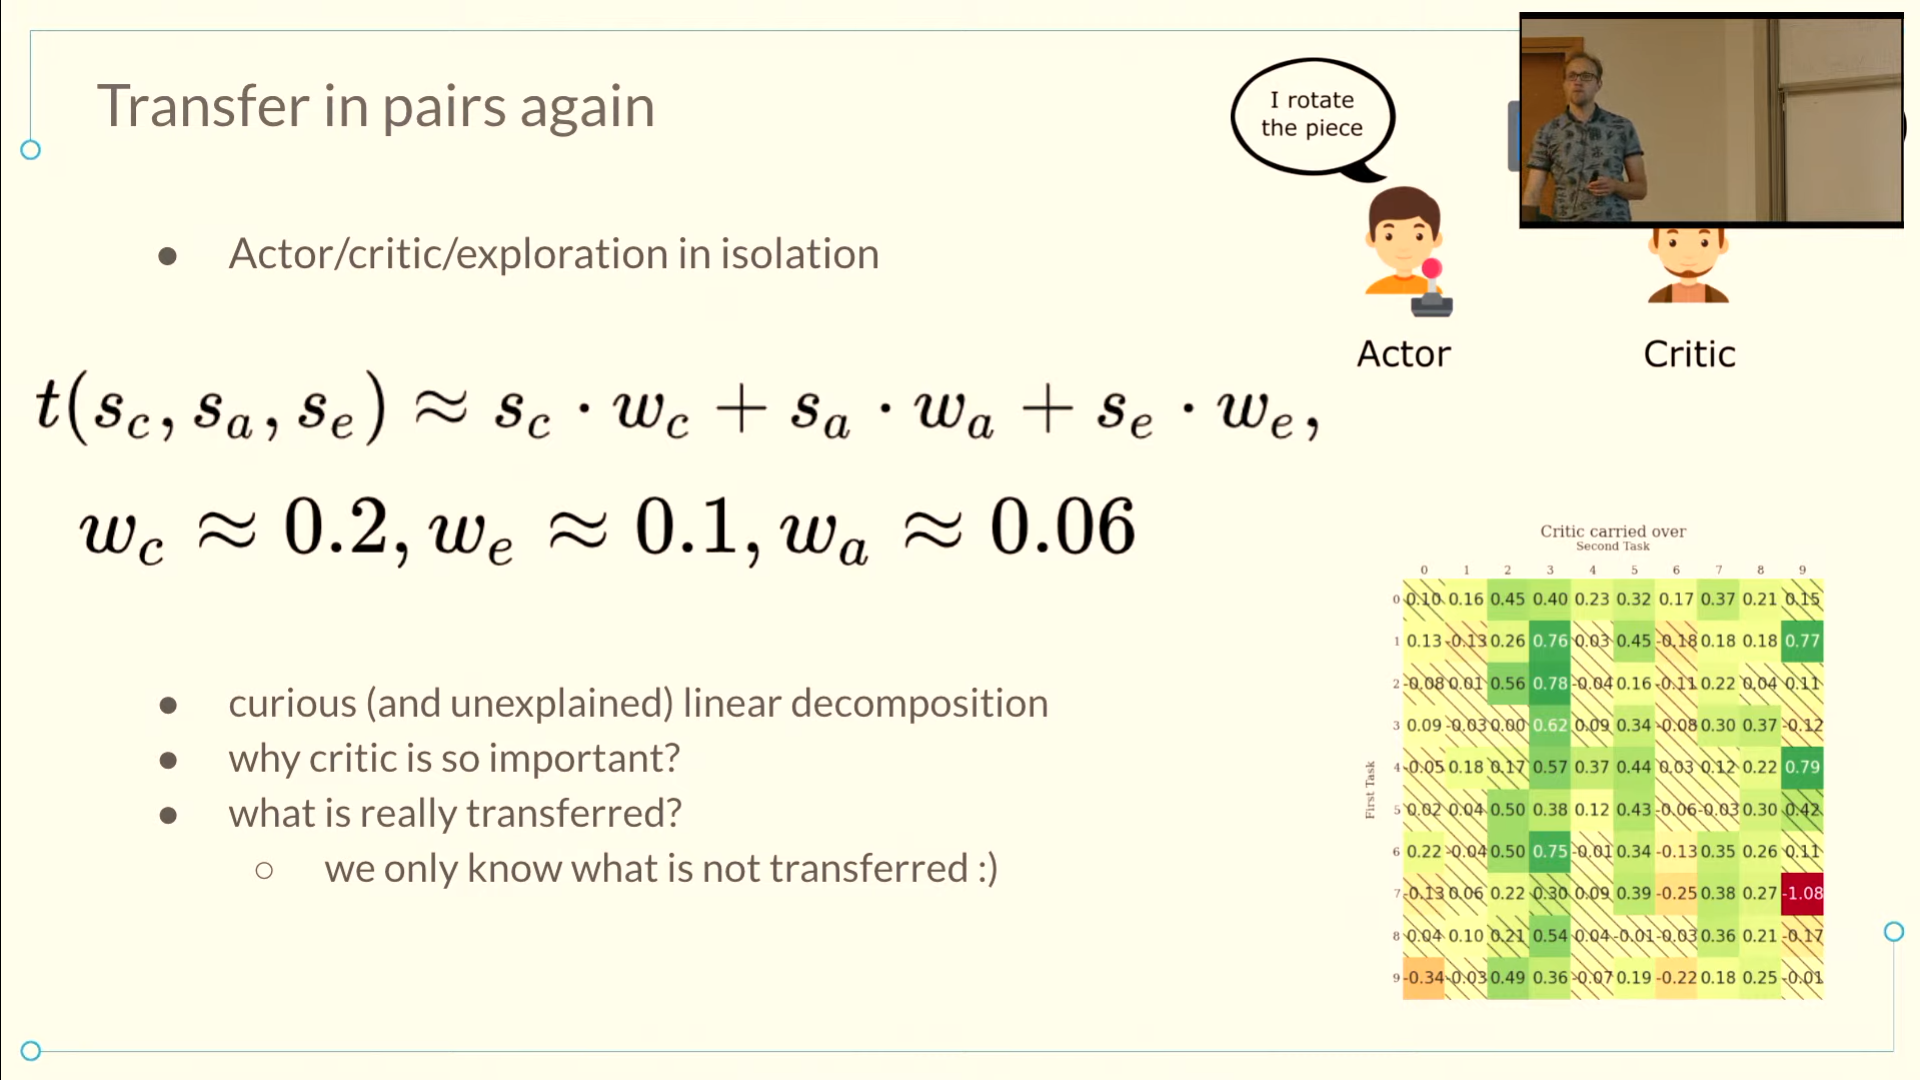 Transfer in pairs again
I rotate
the piece
Actor/critic/exploration in isolation
Actor
Critic
t(s_c, s_a, s_e) ≈ s_c · w_c + s_a · w_a + s_e · w_e,
w_c ≈ 0.2, w_e ≈ 0.1, w_a ≈ 0.06
curious (and unexplained) linear decomposition
why critic is so important?
what is really transferred?
we only know what is not transferred :)
Critic carried over
Second Task
0 1 2 3 4 5 6 7 8 9
First Task
0 0.10 0.16 0.45 0.40 0.23 0.32 0.17 0.37 0.21 0.15
1 0.13 -0.13 0.26 0.76 0.03 0.45 -0.18 0.18 0.18 0.77
2 -0.08 0.01 0.56 0.78 -0.04 0.16 -0.11 0.22 0.04 0.11
3 0.09 -0.03 0.00 0.62 0.09 0.34 -0.08 0.30 0.37 -0.12
4 -0.05 0.18 0.17 0.57 0.37 0.44 0.03 0.12 0.22 0.79
5 0.02 0.04 0.50 0.38 0.12 0.43 -0.06 -0.03 0.30 0.42
6 0.22 -0.04 0.50 0.75 -0.01 0.34 -0.13 0.35 0.26 0.11
7 -0.13 0.06 0.22 0.30 0.09 0.39 -0.25 0.38 0.27 -1.08
8 0.04 0.10 0.21 0.54 0.04 -0.01 -0.03 0.36 0.21 -0.17
9 -0.34 -0.03 0.49 0.36 -0.07 0.19 -0.22 0.18 0.25 -0.01